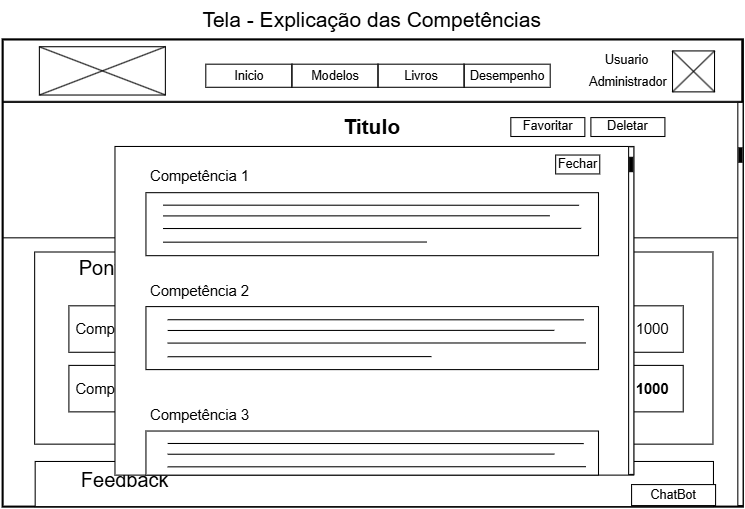 Tela - Explicação das Competências
Inicio
Modelos
Livros
Desempenho
Usuario
Administrador
Titulo
Favoritar
Deletar
Fechar
Competência 1
Pon
Competência 2
Comp
1000
Comp
1000
Competência 3
Feedback
ChatBot